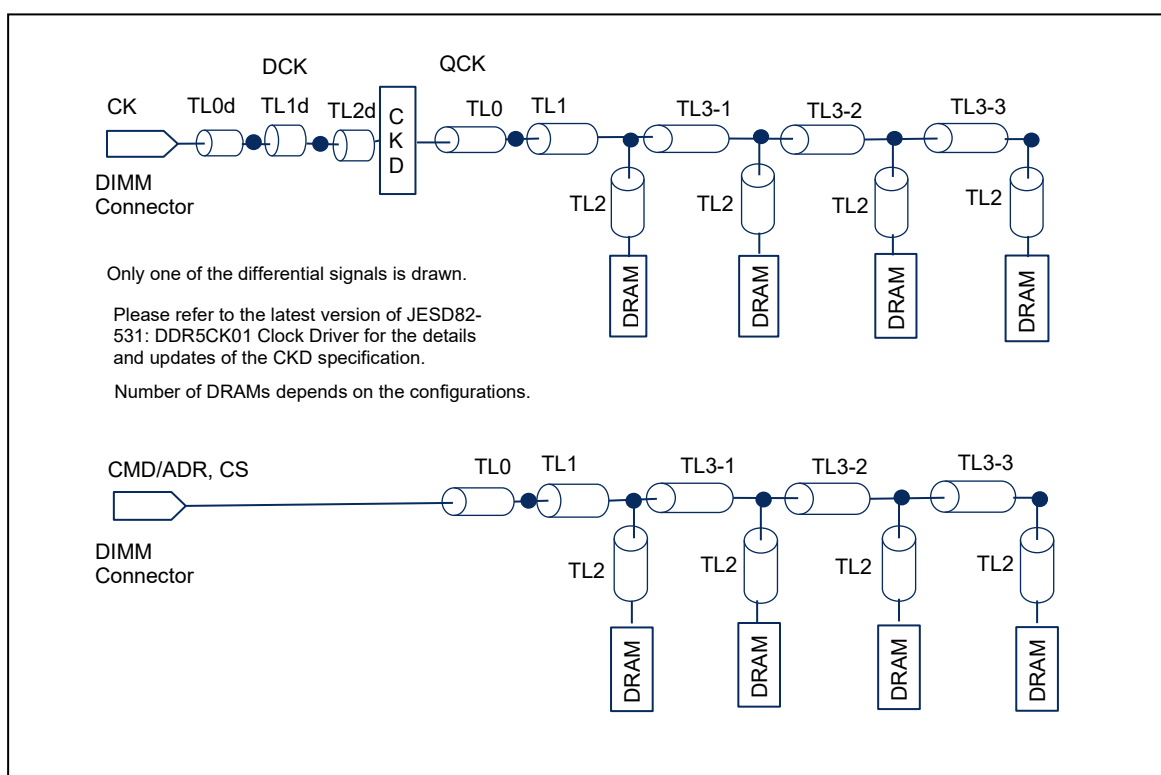 DCK
QCK
CK
TL0d
TL1d
TL2d
CKD
TL0
TL1
TL3-1
TL3-2
TL3-3
DIMM
Connector
TL2
TL2
TL2
TL2
DRAM
DRAM
DRAM
DRAM
Only one of the differential signals is drawn.
Please refer to the latest version of JESD82-
531: DDR5CK01 Clock Driver for the details
and updates of the CKD specification.
Number of DRAMs depends on the configurations.
CMD/ADR, CS
TL0
TL1
TL3-1
TL3-2
TL3-3
DIMM
Connector
TL2
TL2
TL2
TL2
DRAM
DRAM
DRAM
DRAM